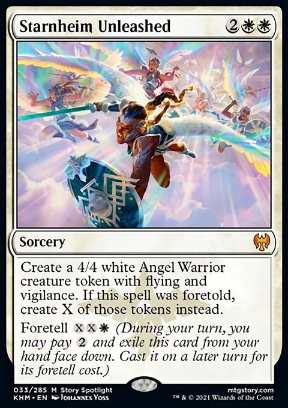 Starnheim Unleashed 2
Sorcery
Create a 4/4 white Angel Warrior
creature token with flying and
vigilance. If this spell was foretold,
create X of those tokens instead.
Foretell X X (During your turn, you
may pay 2 and exile this card from your
hand face down. Cast it on a later turn for
its foretell cost.)
033/285 M Story Spotlight mtgstory.com
KHM • EN Johannes Voss ™ & © 2021 Wizards of the Coast